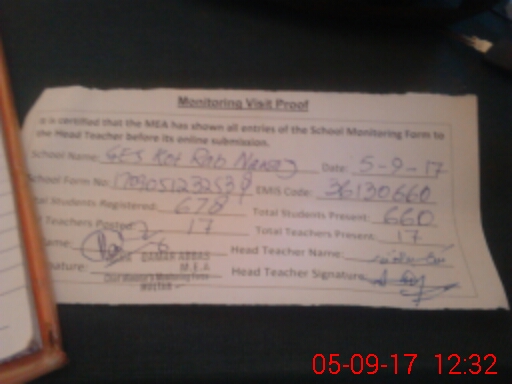 Monitoring Visit Proof
is certified that the MEA has shown all entries of the School Monitoring Form to
the Head Teacher before its online submission.
School Name: GES Kot Rab Nawaz Date: 5-9-17
School Form No: EMIS Code: 36130660
Students Registered: 678 Total Students Present: 660
Teachers Posted: 17 Total Teachers Present: 17
Name: Head Teacher Name:
ABBAS
M.E.A
Head Teacher Signature:
MULTAN
05-09-17 12:32